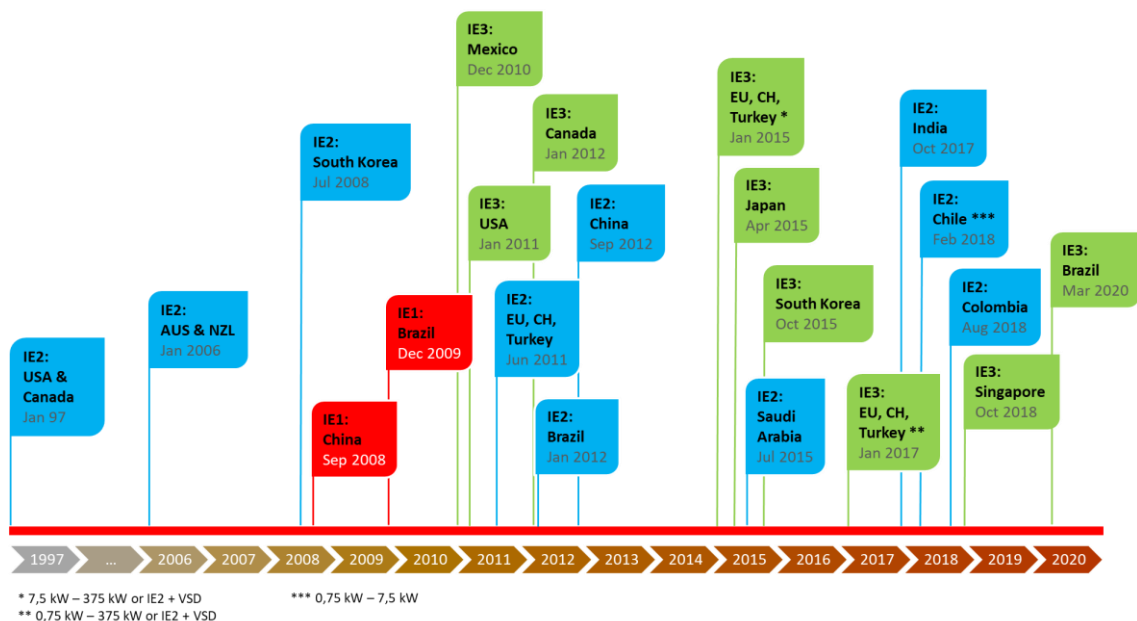 IE3:
Mexico
Dec 2010
IE3:
EU, CH,
Turkey *
Jan 2015
IE2:
India
Oct 2017
IE3:
Canada
Jan 2012
IE2:
South Korea
Jul 2008
IE3:
Japan
Apr 2015
IE3:
USA
Jan 2011
IE2:
China
Sep 2012
IE2:
Chile ***
Feb 2018
IE3:
Brazil
Mar 2020
IE3:
South Korea
Oct 2015
IE2:
Colombia
Aug 2018
IE2:
AUS & NZL
Jan 2006
IE2:
EU, CH,
Turkey
Jun 2011
IE1:
Brazil
Dec 2009
IE2:
USA &
Canada
Jan 97
IE3:
Singapore
Oct 2018
IE3:
EU, CH,
Turkey **
Jan 2017
IE2:
Saudi
Arabia
Jul 2015
IE1:
China
Sep 2008
IE2:
Brazil
Jan 2012
1997 ... 2006 2007 2008 2009 2010 2011 2012 2013 2014 2015 2016 2017 2018 2019 2020
* 7,5 kW – 375 kW or IE2 + VSD
*** 0,75 kW – 7,5 kW
** 0,75 kW – 375 kW or IE2 + VSD